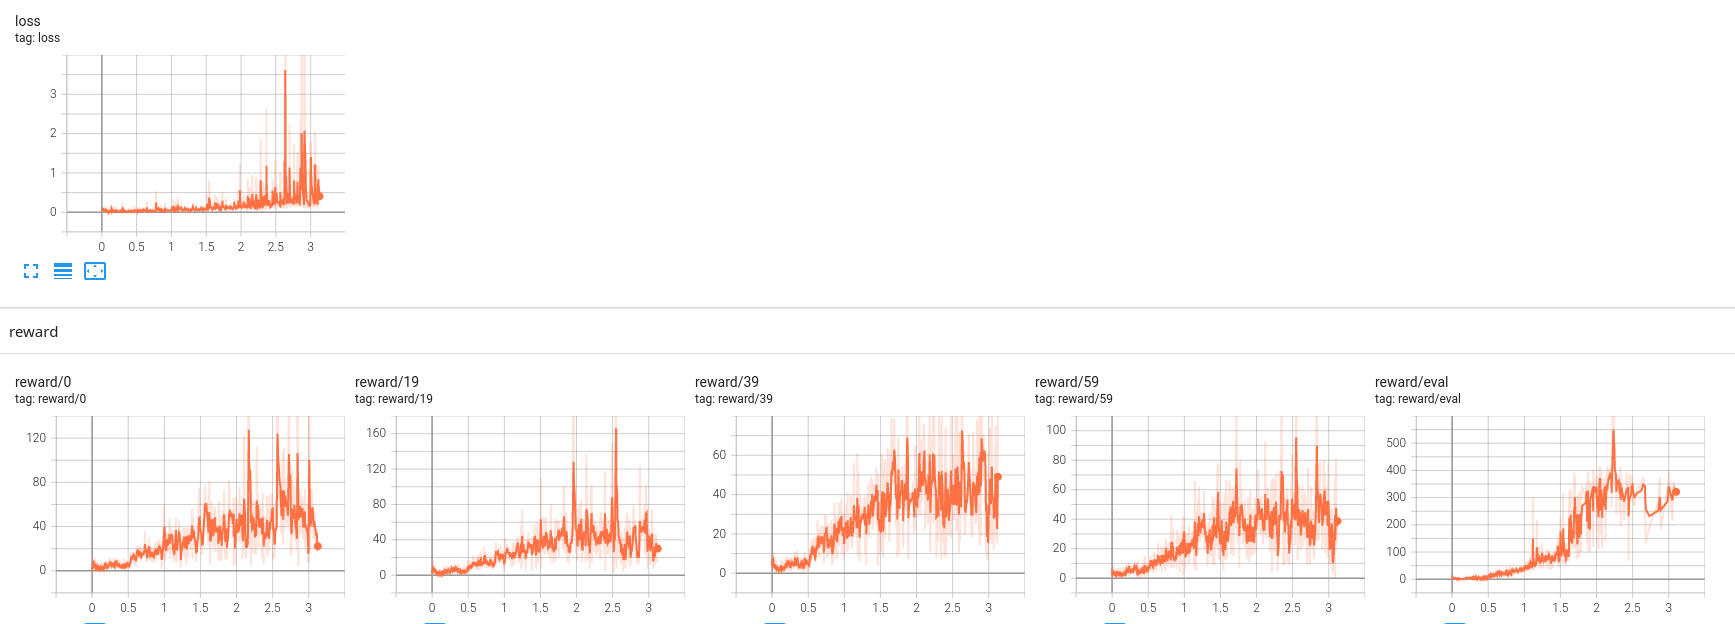 loss
tag: loss
3
2
1
0
0 0.5 1 1.5 2 2.5 3
reward
reward/0
tag: reward/0
120
80
40
0
0 0.5 1 1.5 2 2.5 3
reward/19
tag: reward/19
160
120
80
40
0
0 0.5 1 1.5 2 2.5 3
reward/39
tag: reward/39
60
40
20
0
0 0.5 1 1.5 2 2.5 3
reward/59
tag: reward/59
100
80
60
40
20
0
0 0.5 1 1.5 2 2.5 3
reward/eval
tag: reward/eval
500
400
300
200
100
0
0 0.5 1 1.5 2 2.5 3